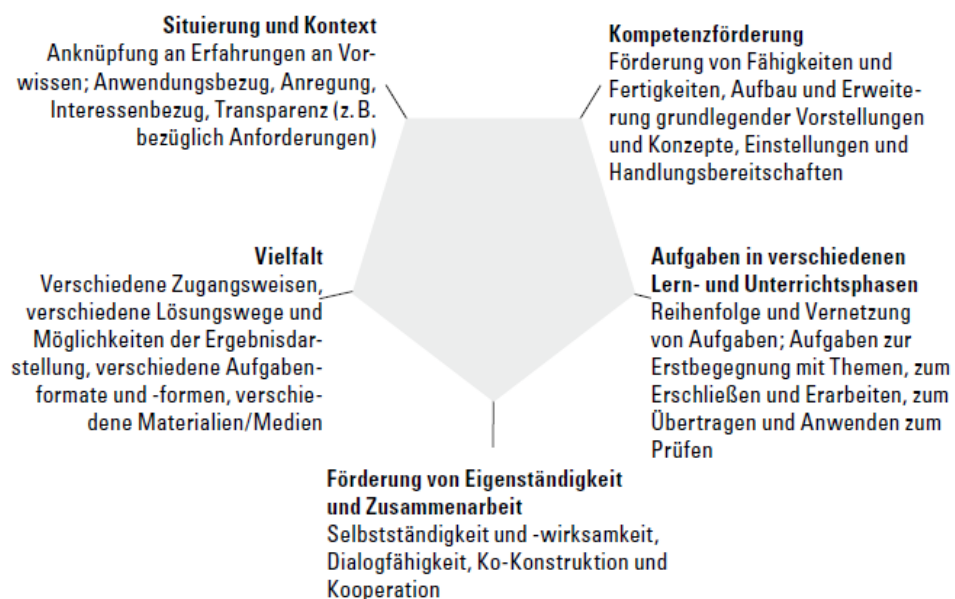 Situierung und Kontext
Anknüpfung an Erfahrungen an Vor-
wissen; Anwendungsbezug, Anregung,
Interessenbezug, Transparenz (z. B.
bezüglich Anforderungen)
Kompetenzförderung
Förderung von Fähigkeiten und
Fertigkeiten, Aufbau und Erweite-
rung grundlegender Vorstellungen
und Konzepte, Einstellungen und
Handlungsbereitschaften
Vielfalt
Verschiedene Zugangsweisen,
verschiedene Lösungswege und
Möglichkeiten der Ergebnisdar-
stellung, verschiedene Aufgaben-
formate und -formen, verschie-
dene Materialien/Medien
Aufgaben in verschiedenen
Lern- und Unterrichtsphasen
Reihenfolge und Vernetzung
von Aufgaben; Aufgaben zur
Erstbegegnung mit Themen, zum
Erschließen und Erarbeiten, zum
Übertragen und Anwenden zum
Prüfen
Förderung von Eigenständigkeit
und Zusammenarbeit
Selbstständigkeit und -wirksamkeit,
Dialogfähigkeit, Ko-Konstruktion und
Kooperation